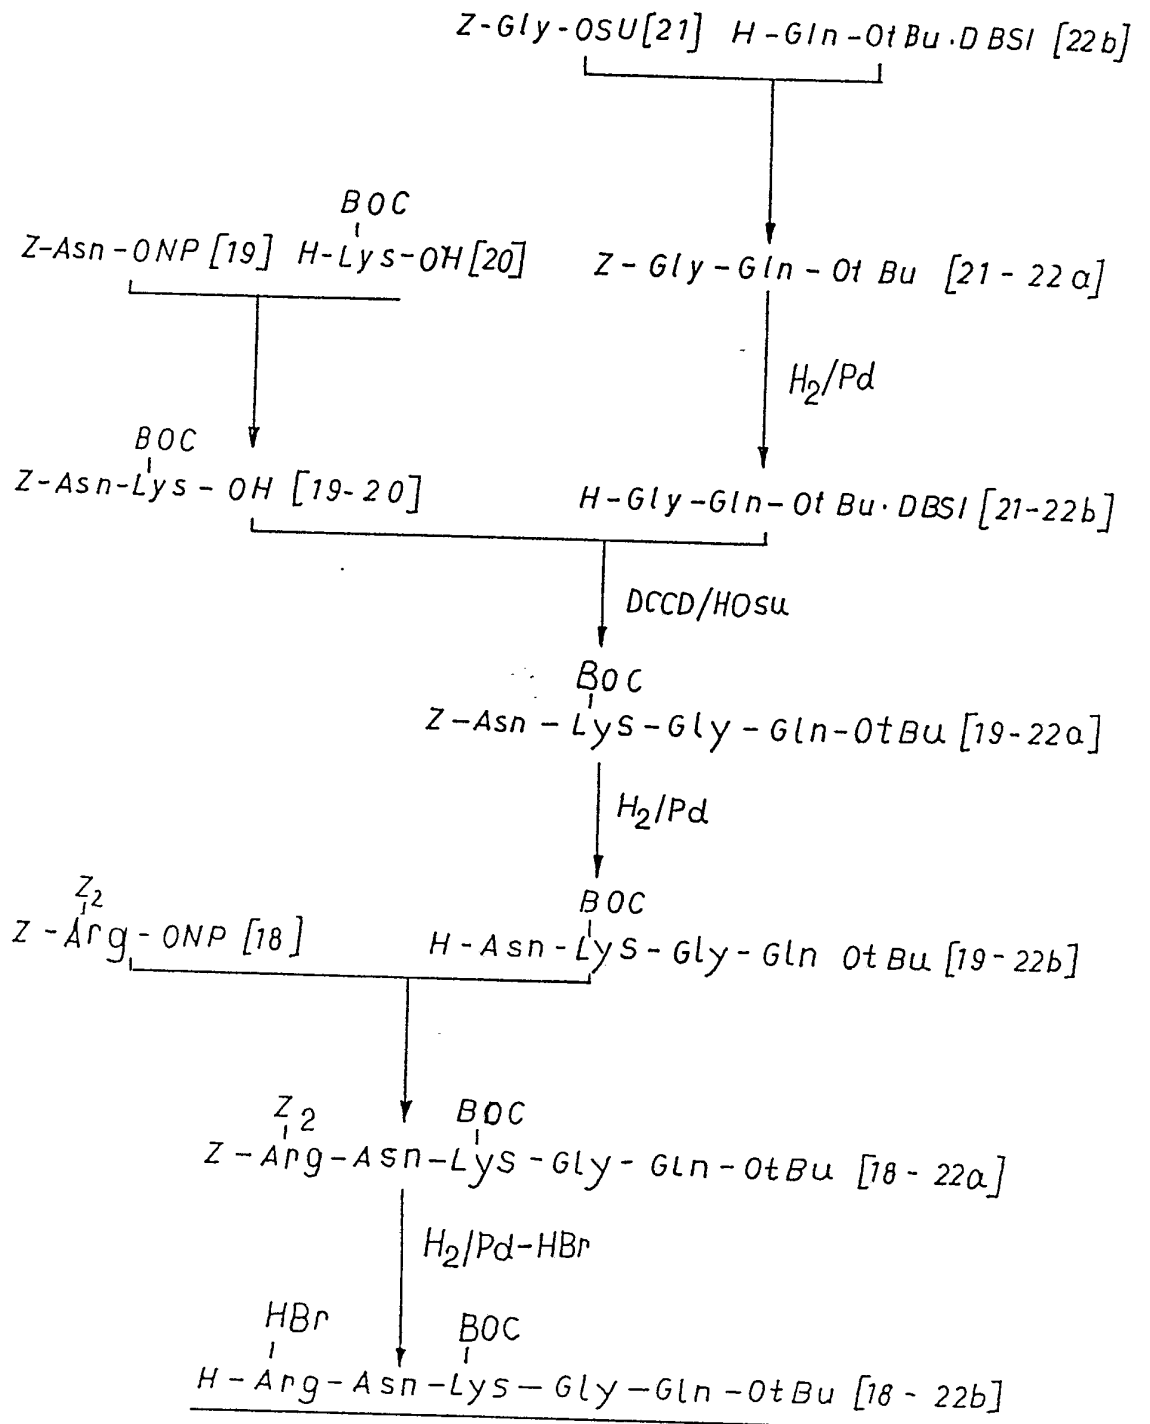 Z-Gly-OSU[21] H-Gln-OtBu·DBSI [22b]
BOC
Z-Asn-ONP [19] H-Lys-OH[20] Z-Gly-Gln-OtBu [21-22a]
H2/Pd
BOC
Z-Asn-Lys-OH [19-20] H-Gly-Gln-OtBu·DBSI [21-22b]
DCCD/HOsu
BOC
Z-Asn-Lys-Gly-Gln-OtBu [19-22a]
H2/Pd
Z2 BOC
Z-Arg-ONP [18] H-Asn-Lys-Gly-Gln OtBu [19-22b]
Z2 BOC
Z-Arg-Asn-Lys-Gly-Gln-OtBu [18-22a]
H2/Pd-HBr
HBr BOC
H-Arg-Asn-Lys-Gly-Gln-OtBu [18-22b]